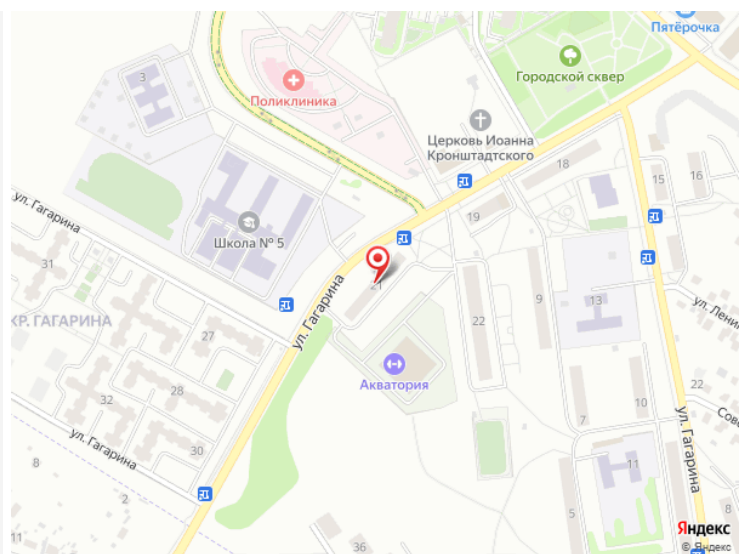 Пятёрочка
Городской сквер
3
Поликлиника
Церковь Иоанна
Кронштадтского
18
15
16
ул. Гагарина
19
Школа № 5
31
21
ул. Гагарина
КР. ГАГАРИНА
27
9
13
ул. Лени
22
Акватория
28
32
22
Сове
10
7
ул. Гагарина
ул. Гагарина
30
8
11
2
5
36
11
Яндекс
© Яндекс